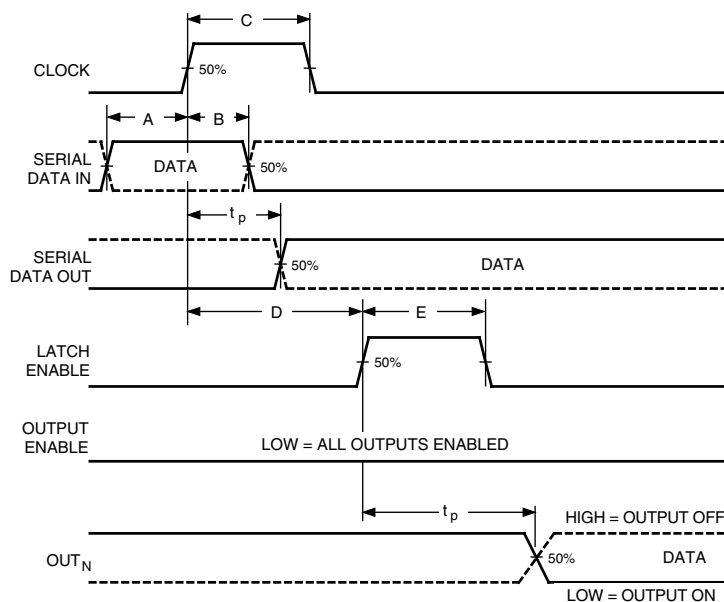 C
CLOCK
50%
A
B
SERIAL
DATA IN
DATA
50%
t p
SERIAL
DATA OUT
50%
DATA
D
E
LATCH
ENABLE
50%
OUTPUT
ENABLE
LOW = ALL OUTPUTS ENABLED
t p
HIGH = OUTPUT OFF
OUT N
50%
DATA
LOW = OUTPUT ON